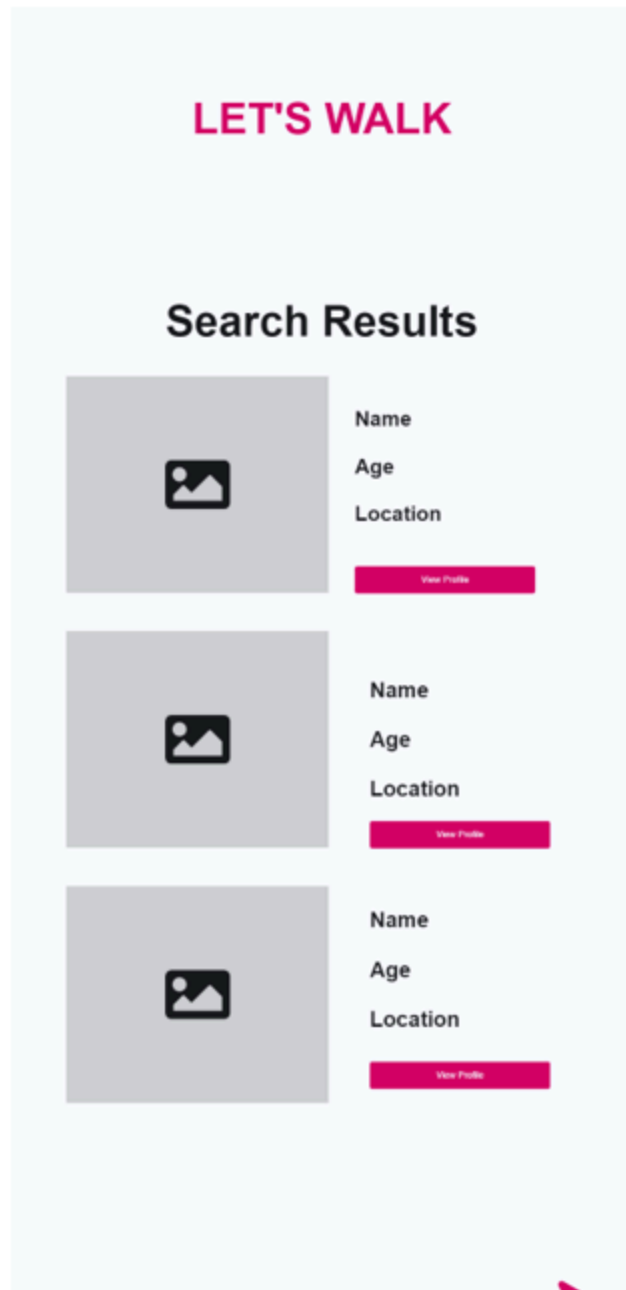 LET'S WALK
Search Results
Name
Age
Location
View Profile
Name
Age
Location
View Profile
Name
Age
Location
View Profile